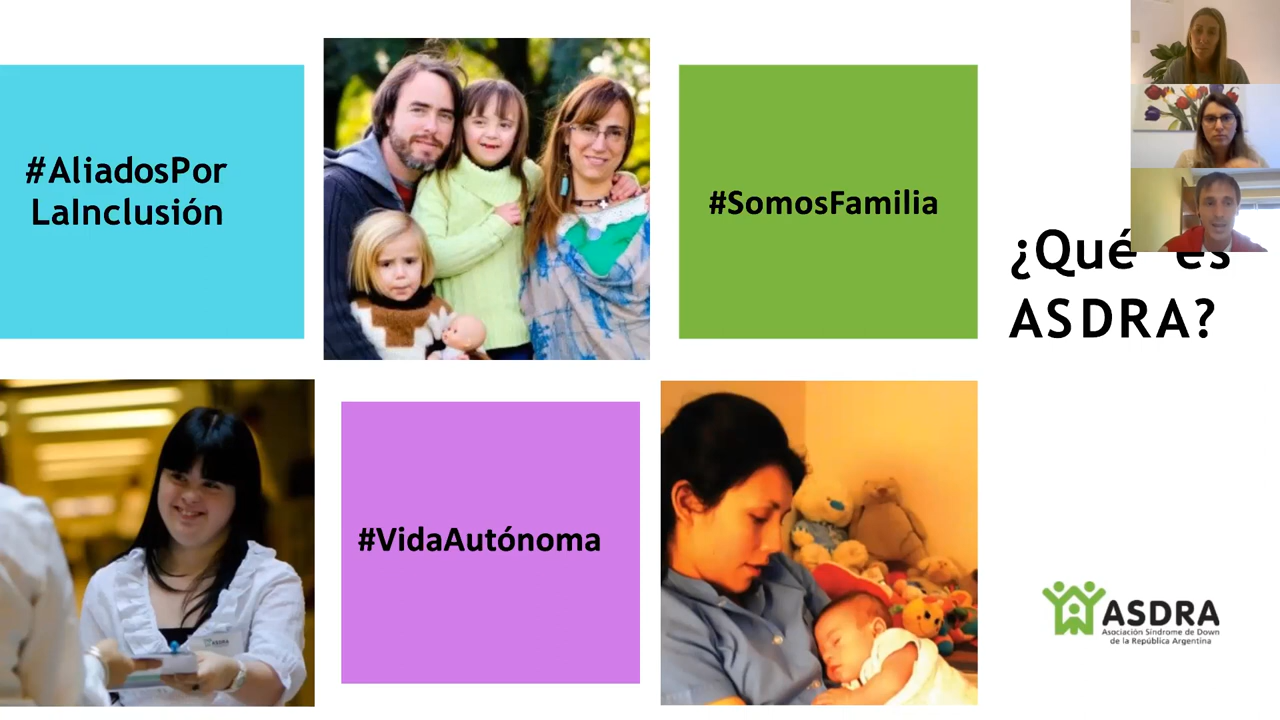 #AliadosPor
LaInclusión
#SomosFamilia
¿Qué es
ASDRA?
#VidaAutónoma
ASDRA
Asociación Síndrome de Down
de la República Argentina